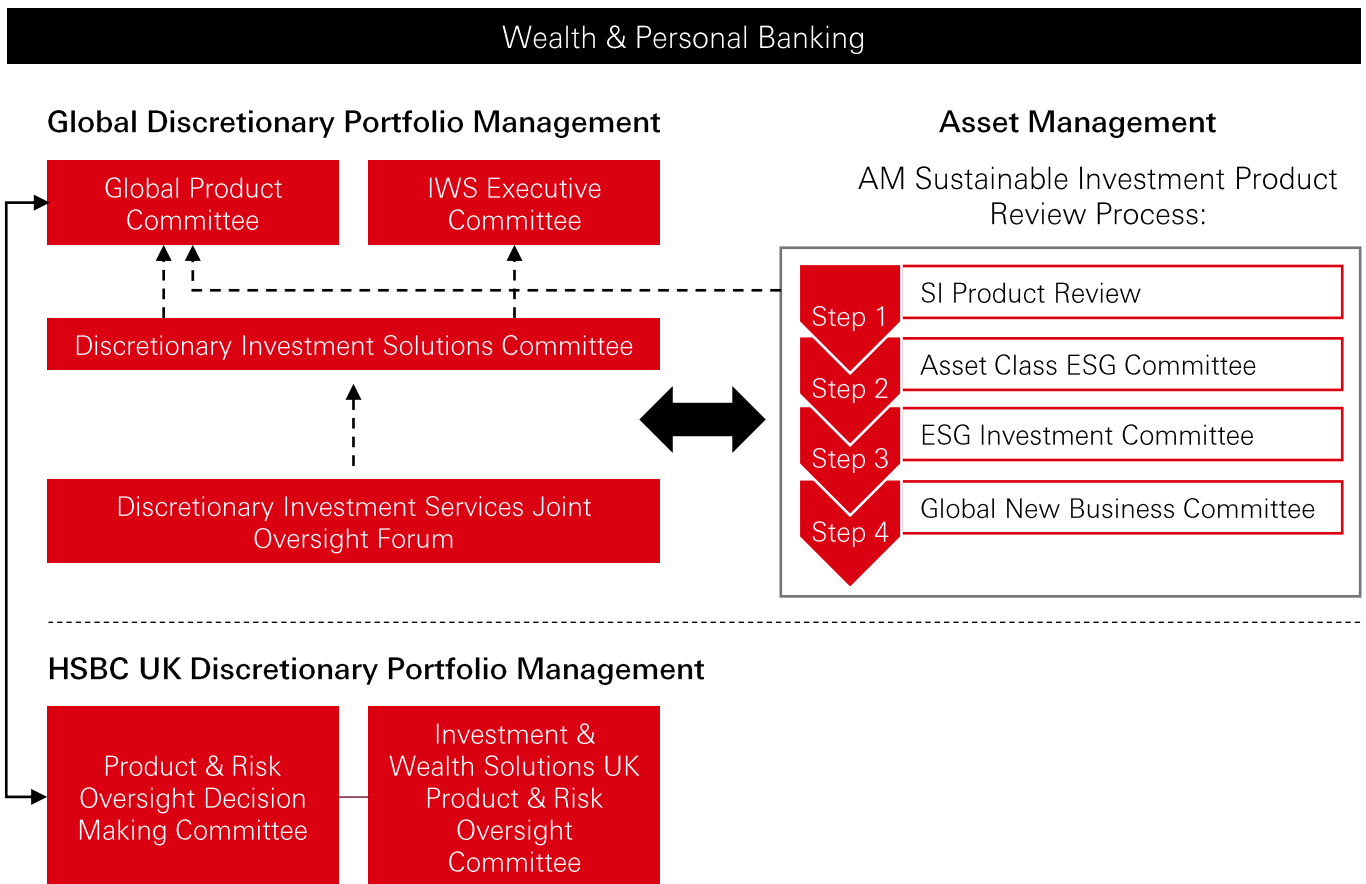 Wealth & Personal Banking
Global Discretionary Portfolio Management
Global Product
Committee
IWS Executive
Committee
Discretionary Investment Solutions Committee
Discretionary Investment Services Joint
Oversight Forum
Asset Management
AM Sustainable Investment Product
Review Process:
Step 1
SI Product Review
Step 2
Asset Class ESG Committee
Step 3
ESG Investment Committee
Step 4
Global New Business Committee
HSBC UK Discretionary Portfolio Management
Product & Risk
Oversight Decision
Making Committee
Investment &
Wealth Solutions UK
Product & Risk
Oversight
Committee